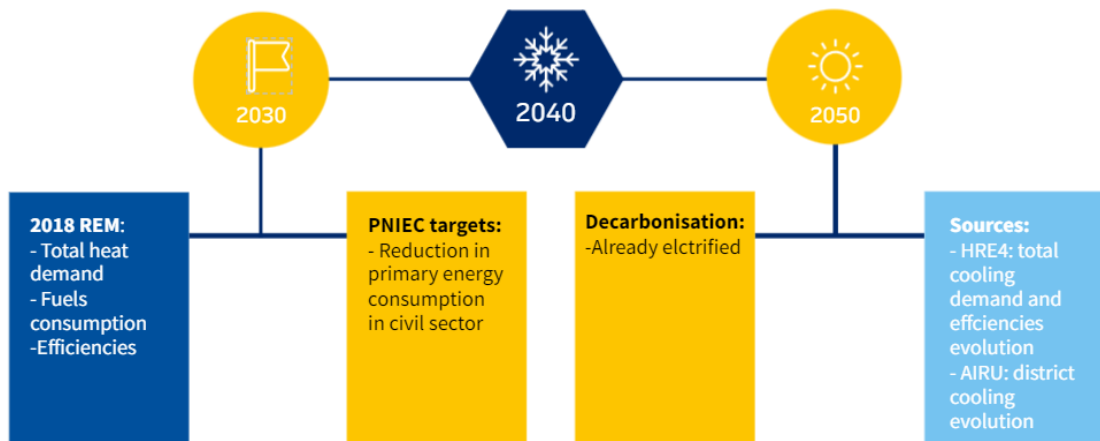 2030
2040
2050
2018 REM:
- Total heat
demand
- Fuels
consumption
-Efficiencies
PNIEC targets:
- Reduction in
primary energy
consumption
in civil sector
Decarbonisation:
-Already elctrified
Sources:
- HRE4: total
cooling
demand and
effciencies
evolution
- AIRU: district
cooling
evolution